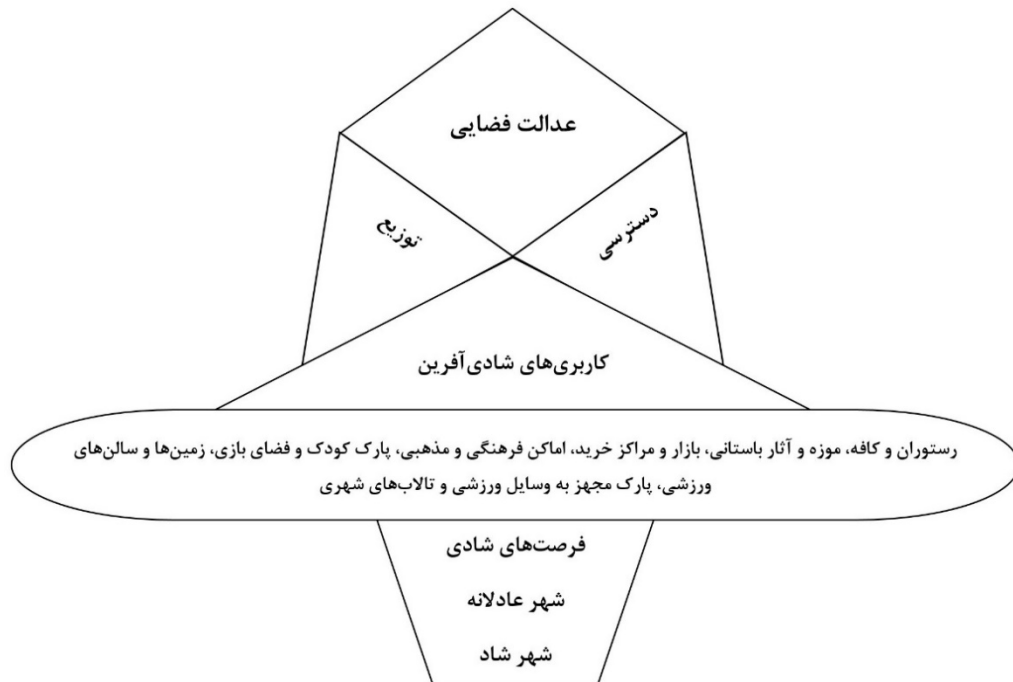 عدالت فضایی
دسترسی
توزیع
کاربری‌های شادی‌آفرین
رستوران و کافه، موزه و آثار باستانی، بازار و مراکز خرید، اماکن فرهنگی و مذهبی، پارک کودک و فضای بازی، زمین‌ها و سالن‌های
ورزشی، پارک مجهز به وسایل ورزشی و تالاب‌های شهری
فرصت‌های شادی
شهر عادلانه
شهر شاد